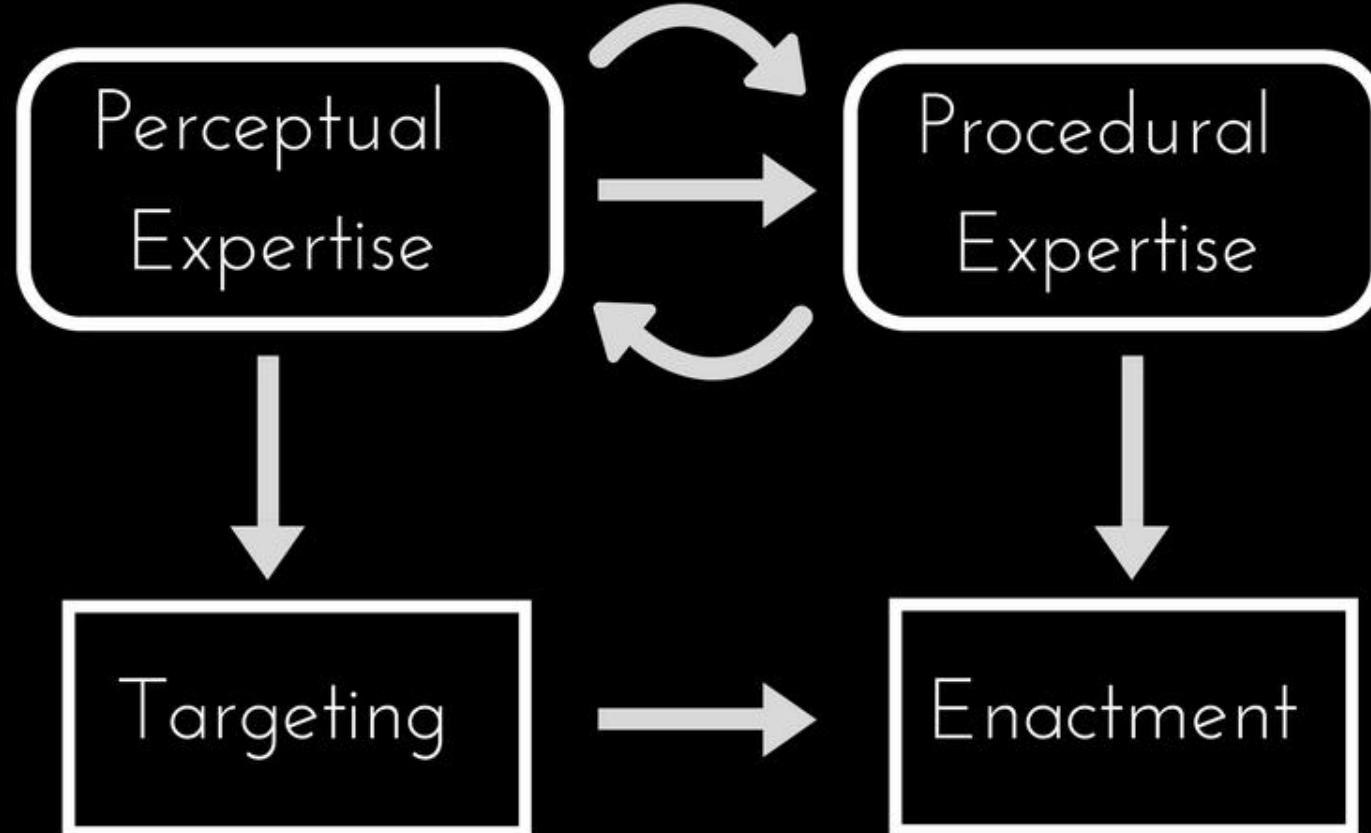 Perceptual
Expertise
Procedural
Expertise
Targeting
Enactment